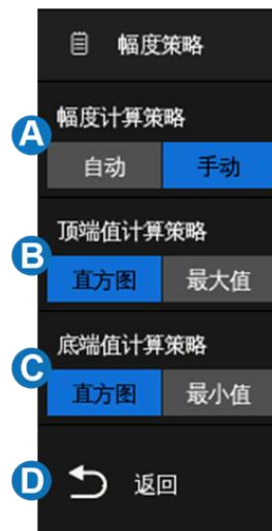 幅度策略
幅度计算策略
A
自动 手动
顶端值计算策略
B
直方图 最大值
底端值计算策略
C
直方图 最小值
D 返回